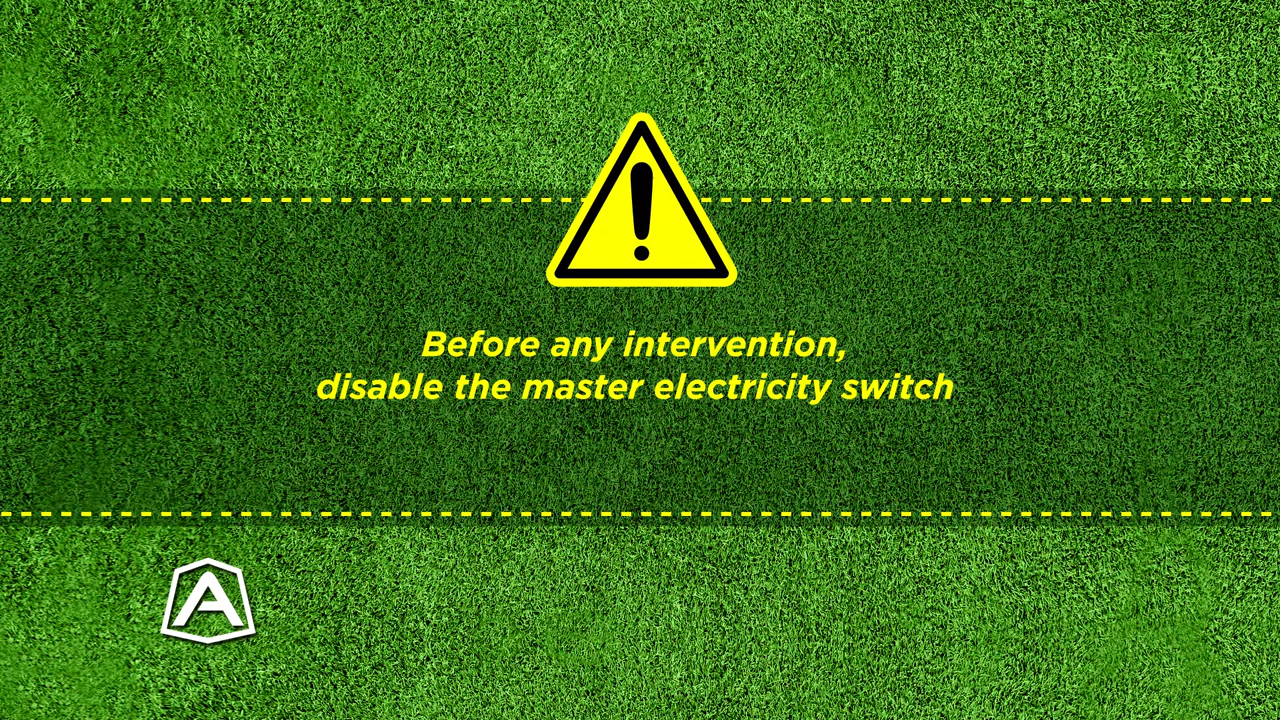 Before any intervention,
disable the master electricity switch
A